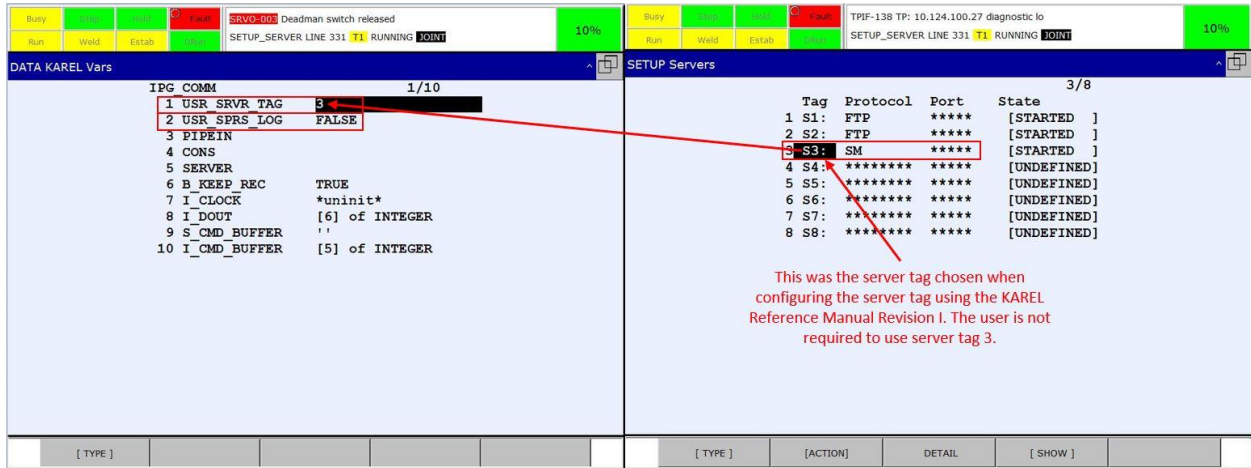 Busy Step Hold Fault
Run Weld Estab
SRVO-003 Deadman switch released
SETUP_SERVER LINE 331 T1 RUNNING JOINT
10%
DATA KAREL Vars
IPG_COMM 1/10
1 USR_SRVR_TAG 3
2 USR_SPRS_LOG FALSE
3 PIPEIN
4 CONS
5 SERVER
6 B_KEEP_REC TRUE
7 I_CLOCK *uninit*
8 I_DOUT [6] of INTEGER
9 S_CMD_BUFFER ''
10 I_CMD_BUFFER [5] of INTEGER
[ TYPE ]
Busy Step Hold Fault
Run Weld Estab
TPIF-138 TP: 10.124.100.27 diagnostic lo
SETUP_SERVER LINE 331 T1 RUNNING JOINT
10%
SETUP Servers
3/8
Tag Protocol Port State
1 S1: FTP ***** [STARTED ]
2 S2: FTP ***** [STARTED ]
3 S3: SM ***** [STARTED ]
4 S4: ******** ***** [UNDEFINED]
5 S5: ******** ***** [UNDEFINED]
6 S6: ******** ***** [UNDEFINED]
7 S7: ******** ***** [UNDEFINED]
8 S8: ******** ***** [UNDEFINED]
This was the server tag chosen when
configuring the server tag using the KAREL
Reference Manual Revision I. The user is not
required to use server tag 3.
[ TYPE ] [ACTION] DETAIL [ SHOW ]